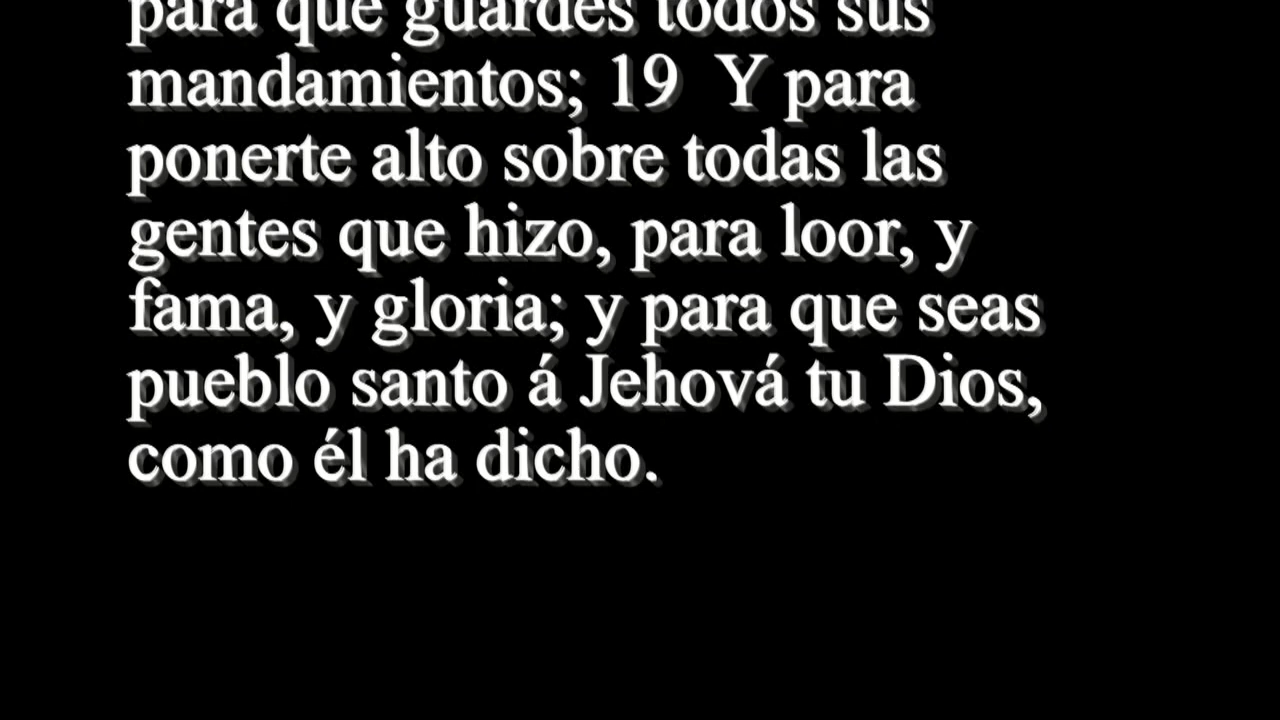 para que guardes todos sus
mandamientos; 19  Y para
ponerte alto sobre todas las
gentes que hizo, para loor, y
fama, y gloria; y para que seas
pueblo santo á Jehová tu Dios,
como él ha dicho.